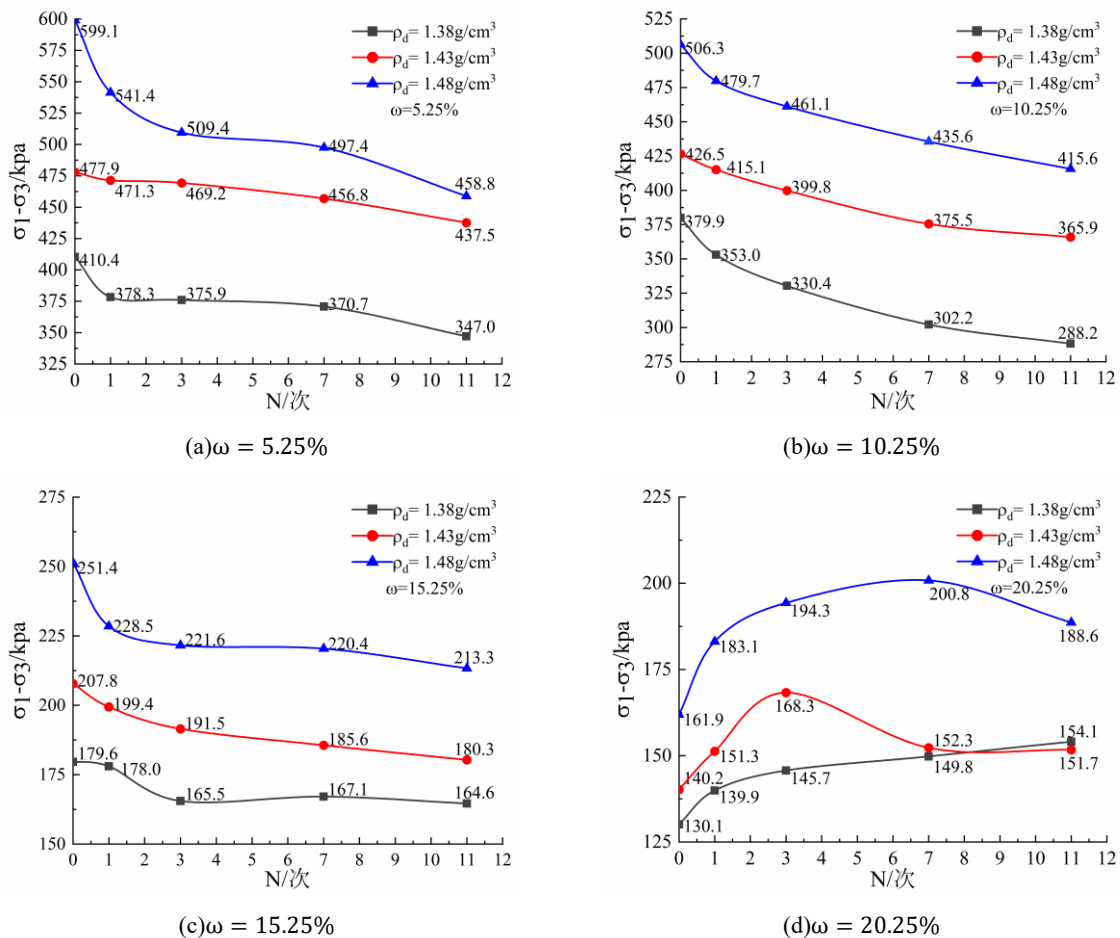 600
575
550
525
500
475
450
425
400
375
350
325
σ1-σ3/kpa
599.1
541.4
509.4
497.4
458.8
477.9
471.3
469.2
456.8
437.5
410.4
378.3
375.9
370.7
347.0
ρd= 1.38g/cm³
ρd= 1.43g/cm³
ρd= 1.48g/cm³
ω=5.25%
0 1 2 3 4 5 6 7 8 9 10 11 12
N/次
(a)ω = 5.25%
525
500
475
450
425
400
375
350
325
300
275
σ1-σ3/kpa
506.3
479.7
461.1
435.6
415.6
426.5
415.1
399.8
375.5
365.9
379.9
353.0
330.4
302.2
288.2
ρd= 1.38g/cm³
ρd= 1.43g/cm³
ρd= 1.48g/cm³
ω=10.25%
0 1 2 3 4 5 6 7 8 9 10 11 12
N/次
(b)ω = 10.25%
275
250
225
200
175
150
σ1-σ3/kpa
251.4
228.5
221.6
220.4
213.3
207.8
199.4
191.5
185.6
180.3
179.6
178.0
165.5
167.1
164.6
ρd= 1.38g/cm³
ρd= 1.43g/cm³
ρd= 1.48g/cm³
ω=15.25%
0 1 2 3 4 5 6 7 8 9 10 11 12
N/次
(c)ω = 15.25%
225
200
175
150
125
σ1-σ3/kpa
161.9
183.1
194.3
200.8
188.6
140.2
151.3
168.3
152.3
151.7
130.1
139.9
145.7
149.8
154.1
ρd= 1.38g/cm³
ρd= 1.43g/cm³
ρd= 1.48g/cm³
ω=20.25%
0 1 2 3 4 5 6 7 8 9 10 11 12
N/次
(d)ω = 20.25%